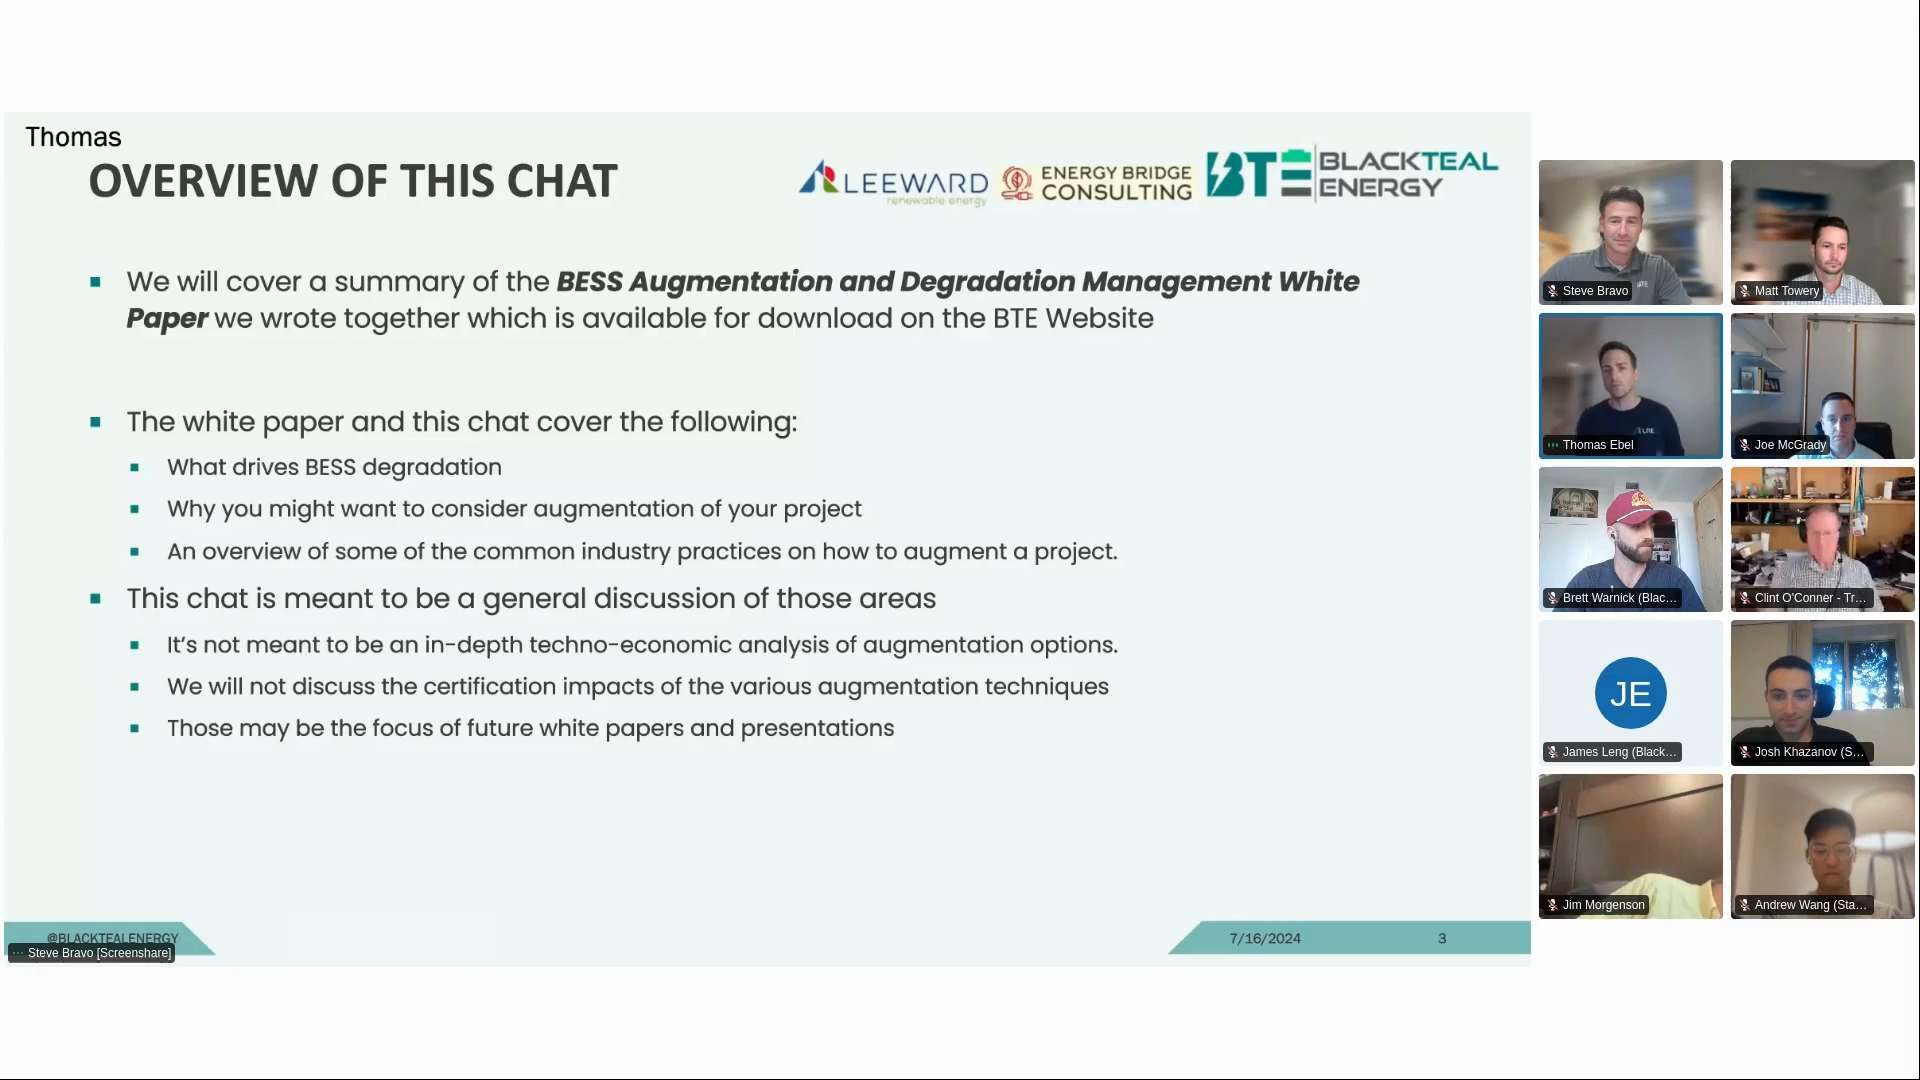 Thomas
OVERVIEW OF THIS CHAT
LEEWARD
renewable energy
ENERGY BRIDGE
CONSULTING
BTE
BLACKTEAL
ENERGY
▪ We will cover a summary of the BESS Augmentation and Degradation Management White
Paper we wrote together which is available for download on the BTE Website
▪ The white paper and this chat cover the following:
▪ What drives BESS degradation
▪ Why you might want to consider augmentation of your project
▪ An overview of some of the common industry practices on how to augment a project.
▪ This chat is meant to be a general discussion of those areas
▪ It’s not meant to be an in-depth techno-economic analysis of augmentation options.
▪ We will not discuss the certification impacts of the various augmentation techniques
▪ Those may be the focus of future white papers and presentations
@BLACKTEALENERGY
Steve Bravo [Screenshare]
7/16/2024
3
Steve Bravo
Matt Towery
Thomas Ebel
Joe McGrady
Brett Warnick (Blac...
Clint O'Conner - Tr...
JE
James Leng (Black...
Josh Khazanov (S...
Jim Morgenson
Andrew Wang (Sta...